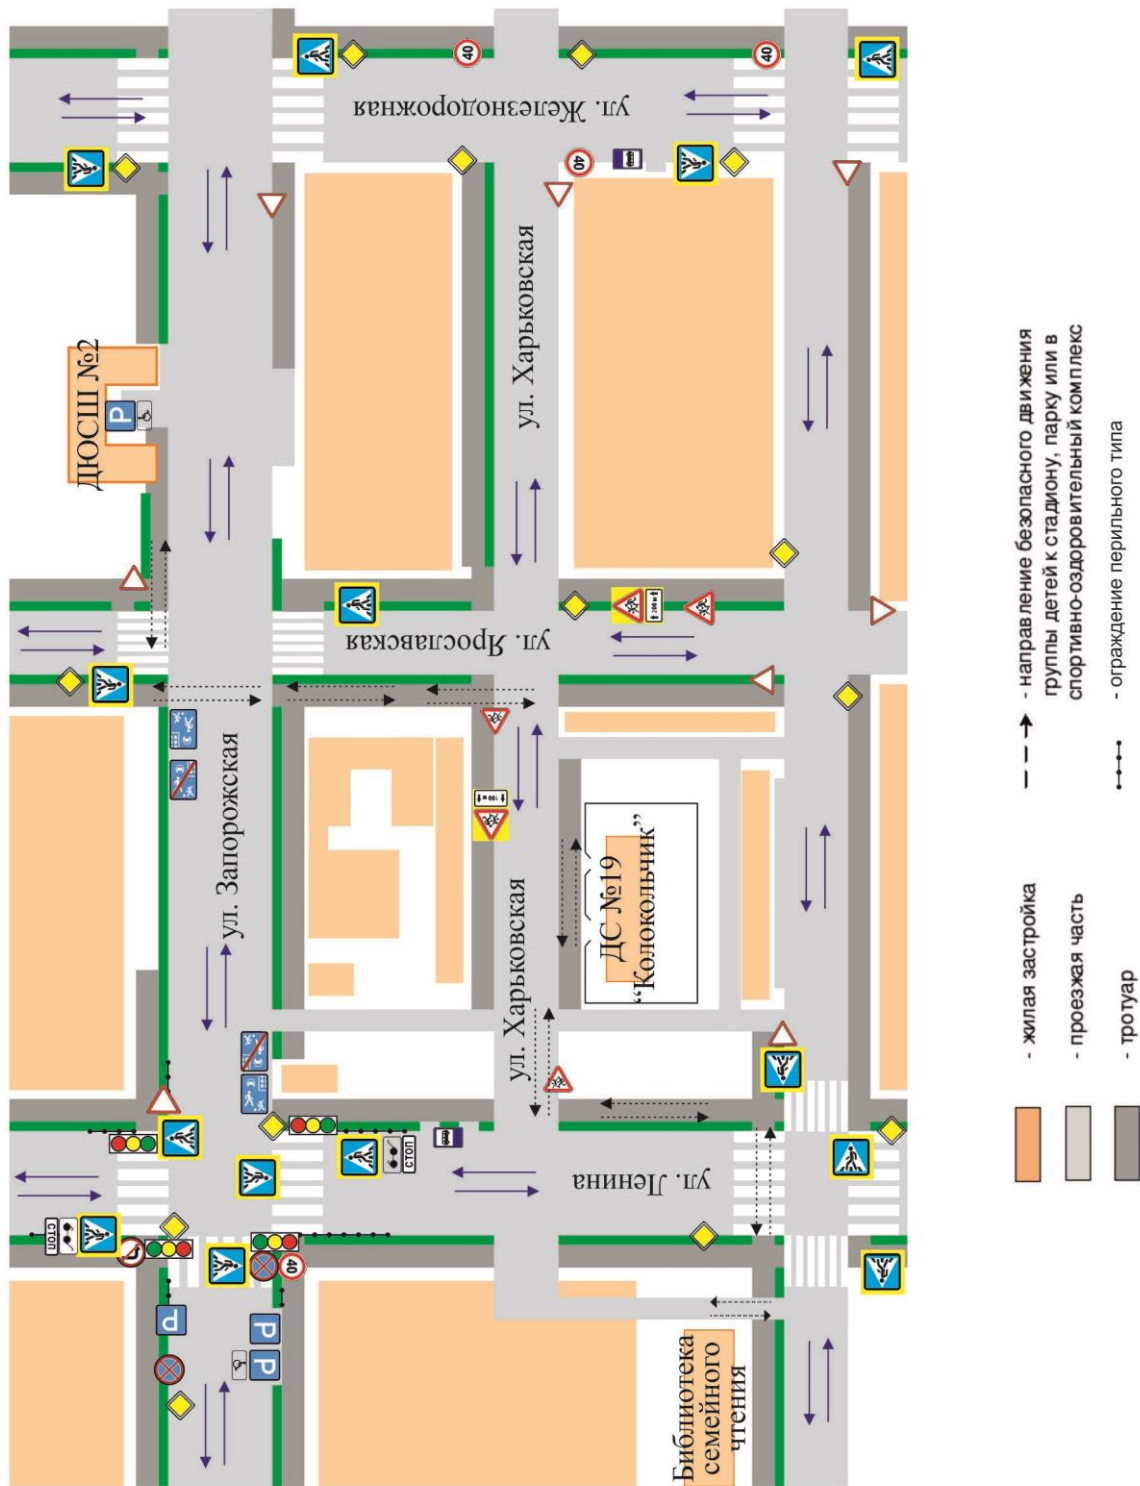 ул. Железнодорожная
40
40
40
ДЮСШ №2
P
ул. Харьковская
ул. Ярославская
ул. Запорожская
ДС №19
“Колокольчик”
ул. Харьковская
СТОП
ул. Ленина
СТОП
40
P
P
P
Библиотека
семейного
чтения
- жилая застройка
- проезжая часть
- тротуар
- направление безопасного движения
группы детей к стадиону, парку или в
спортивно-оздоровительный комплекс
- ограждение перильного типа